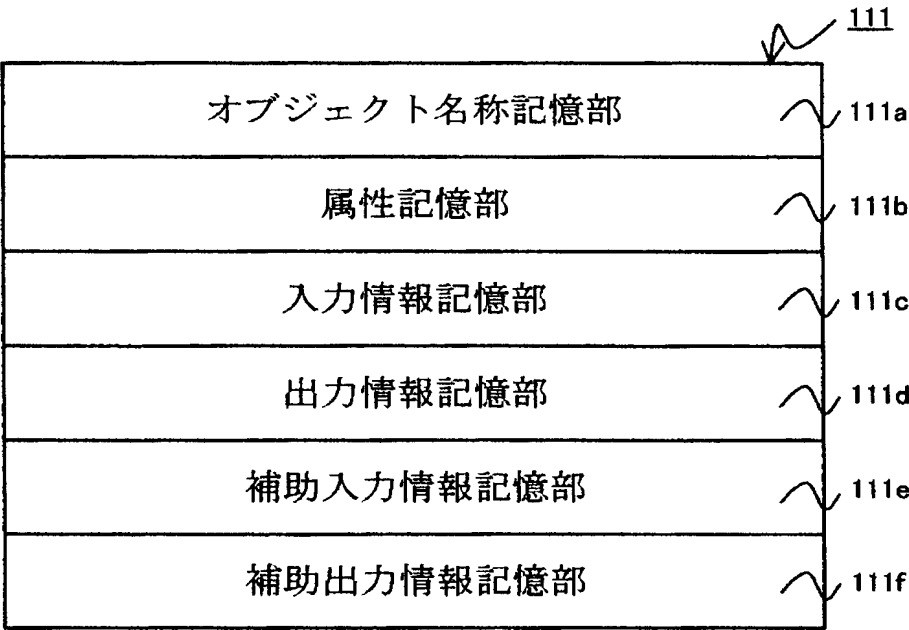 111
オブジェクト名称記憶部 111a
属性記憶部 111b
入力情報記憶部 111c
出力情報記憶部 111d
補助入力情報記憶部 111e
補助出力情報記憶部 111f